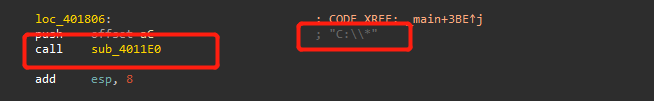 loc_401806: ; CODE XREF: _main+3BE↑j
push offset aC ; "C:\\*"
call sub_4011E0
add esp, 8